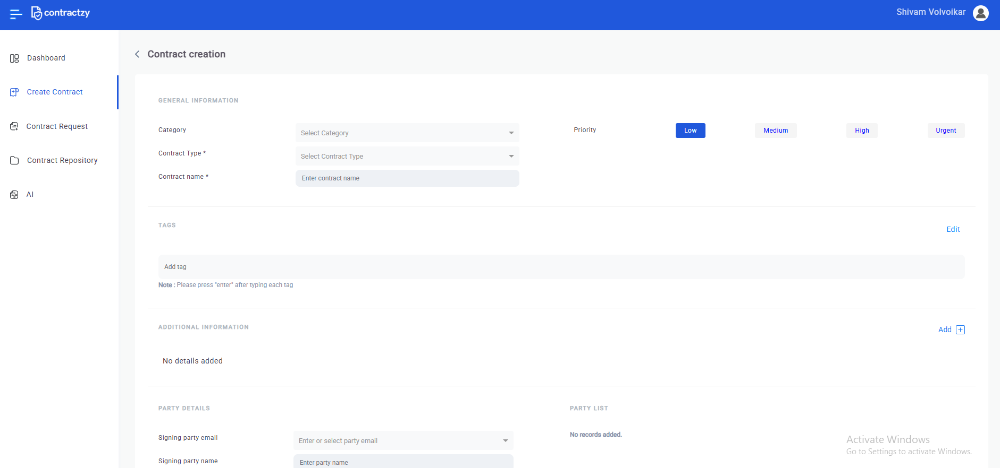 contractzy
Shivam Volvoikar
Dashboard
Create Contract
Contract Request
Contract Repository
AI
Contract creation
GENERAL INFORMATION
Category
Select Category
Priority
Low
Medium
High
Urgent
Contract Type *
Select Contract Type
Contract name *
Enter contract name
TAGS
Edit
Add tag
Note : Please press "enter" after typing each tag
ADDITIONAL INFORMATION
Add
No details added
PARTY DETAILS
PARTY LIST
Signing party email
Enter or select party email
No records added.
Signing party name
Enter party name
Activate Windows
Go to Settings to activate Windows.